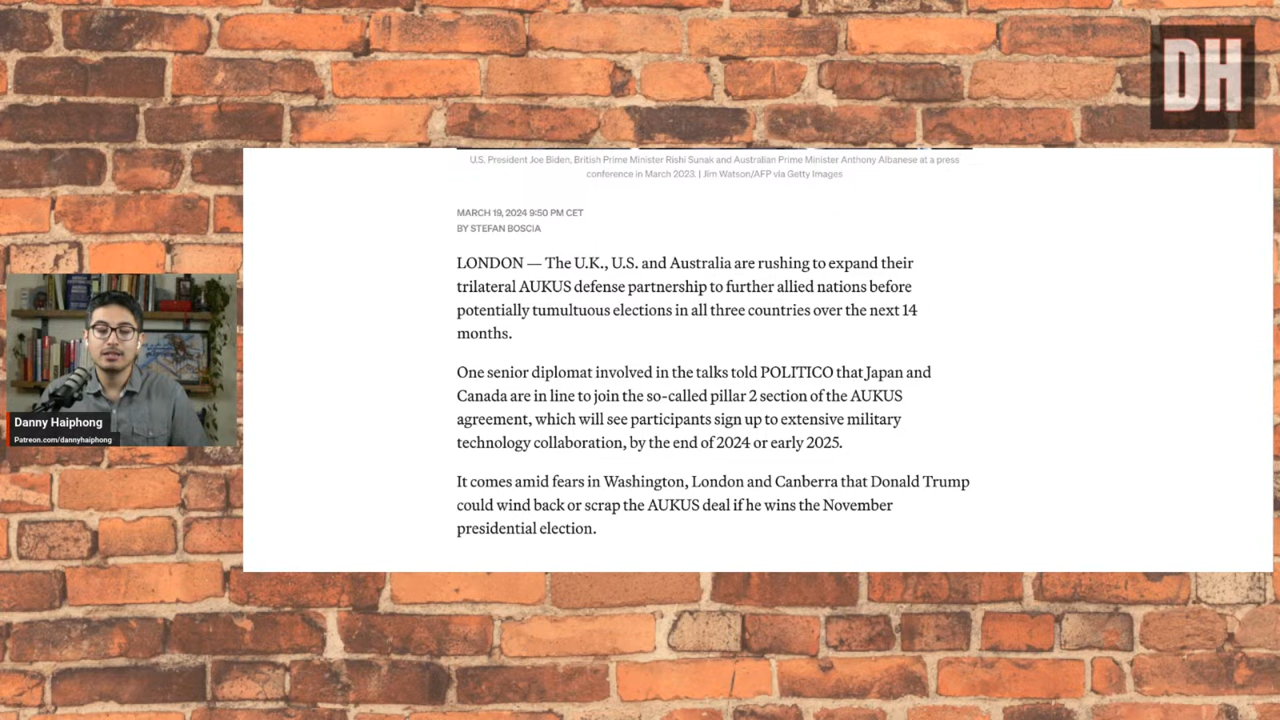 DH
U.S. President Joe Biden, British Prime Minister Rishi Sunak and Australian Prime Minister Anthony Albanese at a press
conference in March 2023. | Jim Watson/AFP via Getty Images
MARCH 19, 2024 9:50 PM CET
BY STEFAN BOSCIA
LONDON — The U.K., U.S. and Australia are rushing to expand their
trilateral AUKUS defense partnership to further allied nations before
potentially tumultuous elections in all three countries over the next 14
months.
One senior diplomat involved in the talks told POLITICO that Japan and
Canada are in line to join the so-called pillar 2 section of the AUKUS
agreement, which will see participants sign up to extensive military
technology collaboration, by the end of 2024 or early 2025.
It comes amid fears in Washington, London and Canberra that Donald Trump
could wind back or scrap the AUKUS deal if he wins the November
presidential election.
Danny Haiphong
Patreon.com/dannyhaiphong